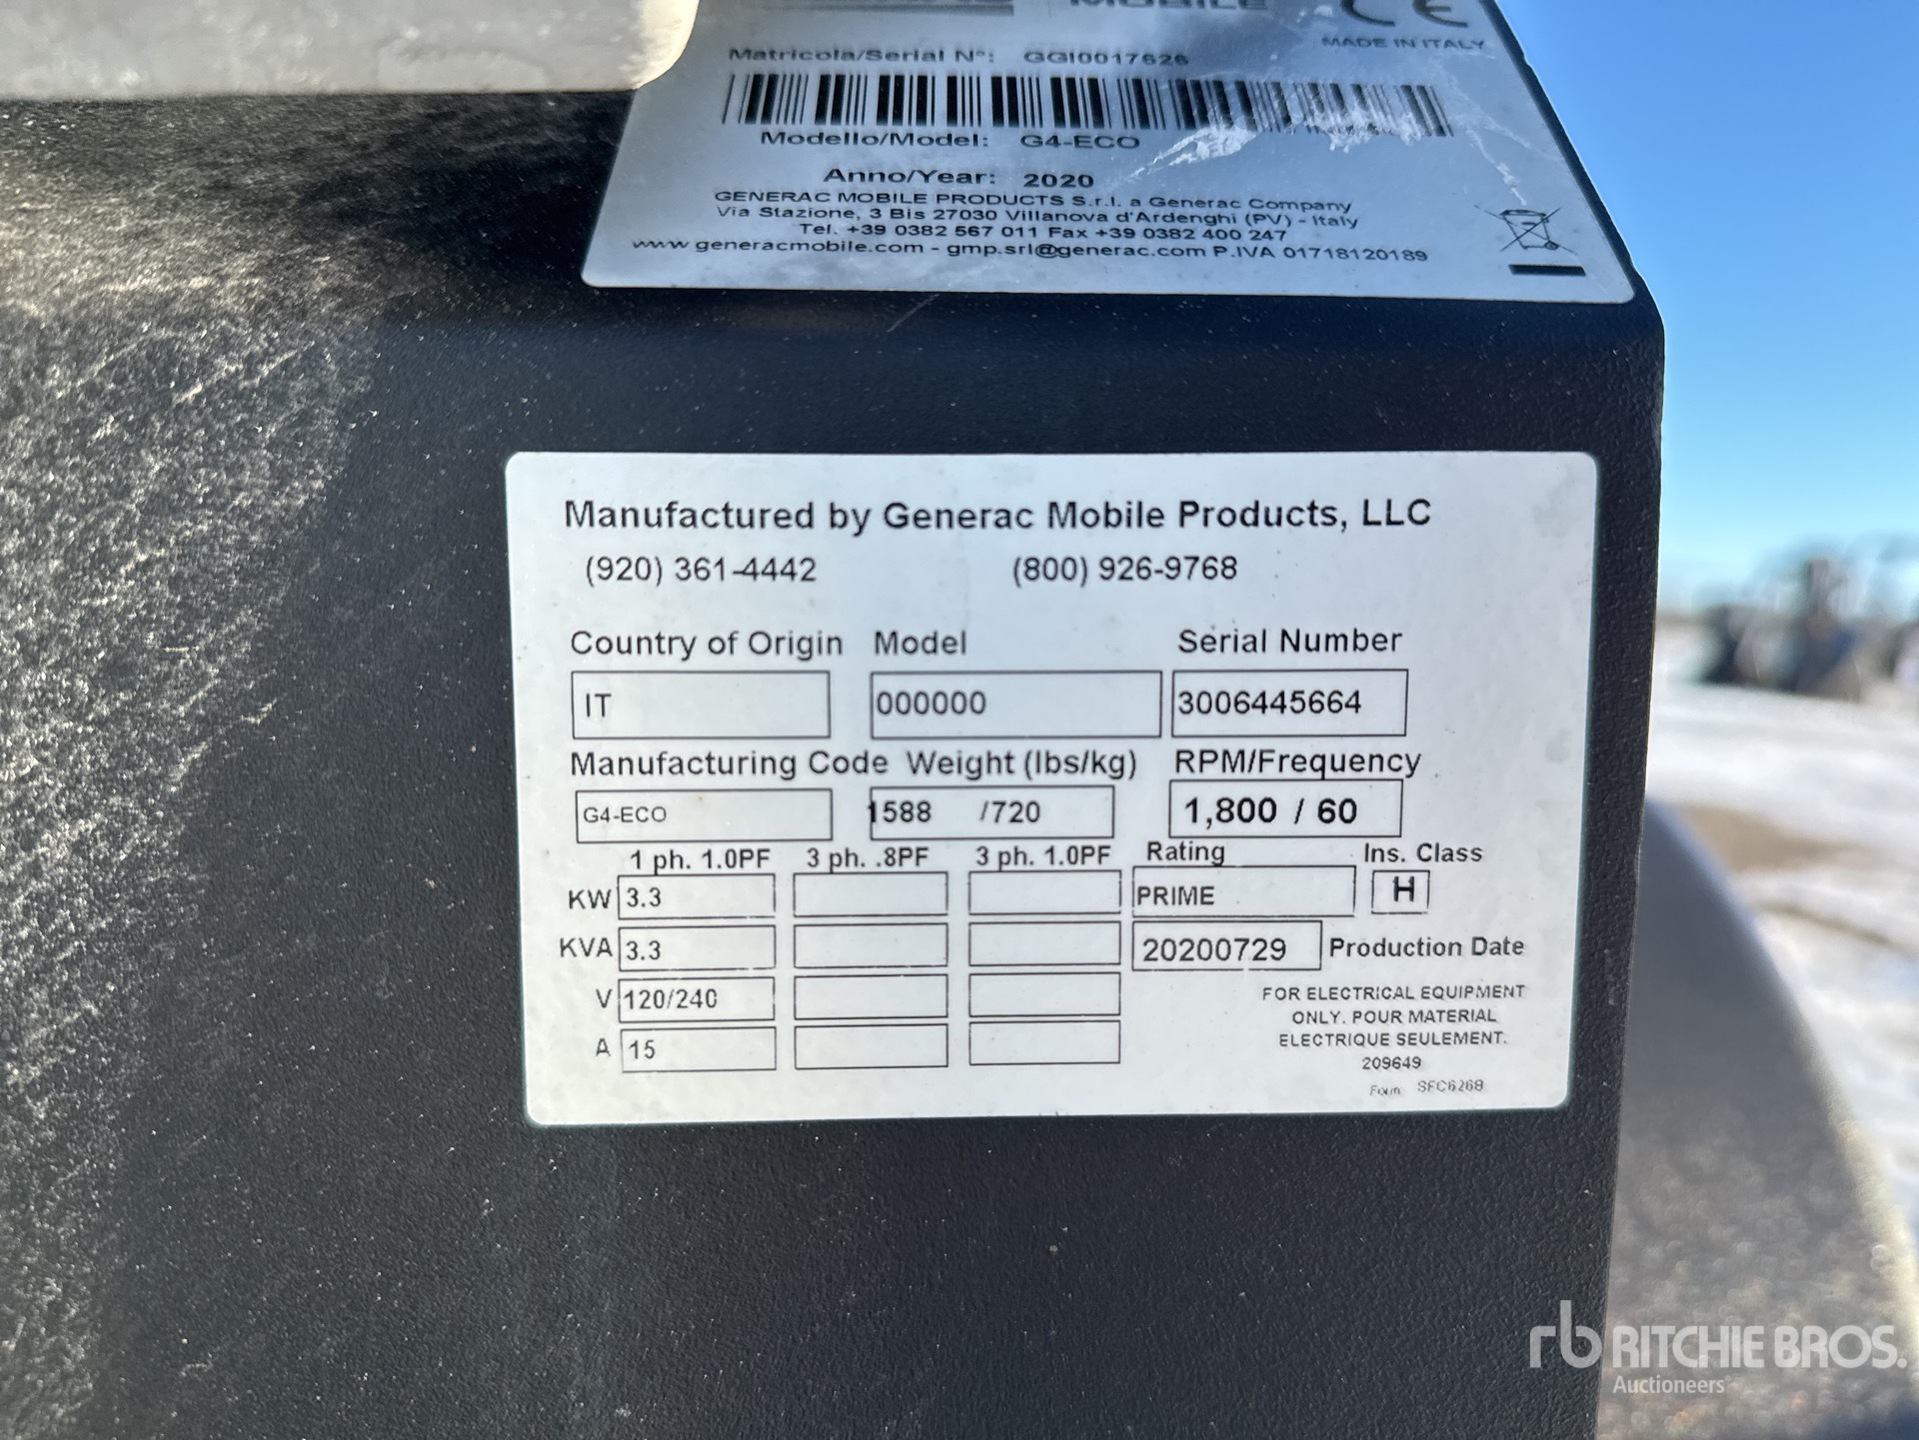 MOBILE
CE
MADE IN ITALY
Matricola/Serial N°: GGI0017626
Modello/Model: G4-ECO
Anno/Year: 2020
GENERAC MOBILE PRODUCTS S.r.l. a Generac Company
Via Stazione, 3 Bis 27030 Villanova d'Ardenghi (PV) - Italy
Tel. +39 0382 567 011 Fax +39 0382 400 247
www generacmobile.com - gmp.srl@generac.com P.IVA 01718120189
Manufactured by Generac Mobile Products, LLC
(920) 361-4442 (800) 926-9768
Country of Origin Model Serial Number
IT 000000 3006445664
Manufacturing Code Weight (lbs/kg) RPM/Frequency
G4-ECO 1588 /720 1,800 / 60
1 ph. 1.0PF 3 ph. .8PF 3 ph. 1.0PF Rating Ins. Class
KW 3.3 PRIME H
KVA 3.3 20200729 Production Date
V 120/240
A 15
FOR ELECTRICAL EQUIPMENT
ONLY. POUR MATERIAL
ELECTRIQUE SEULEMENT.
209649
Form SFC6268
rb RITCHIE BROS.
Auctioneers